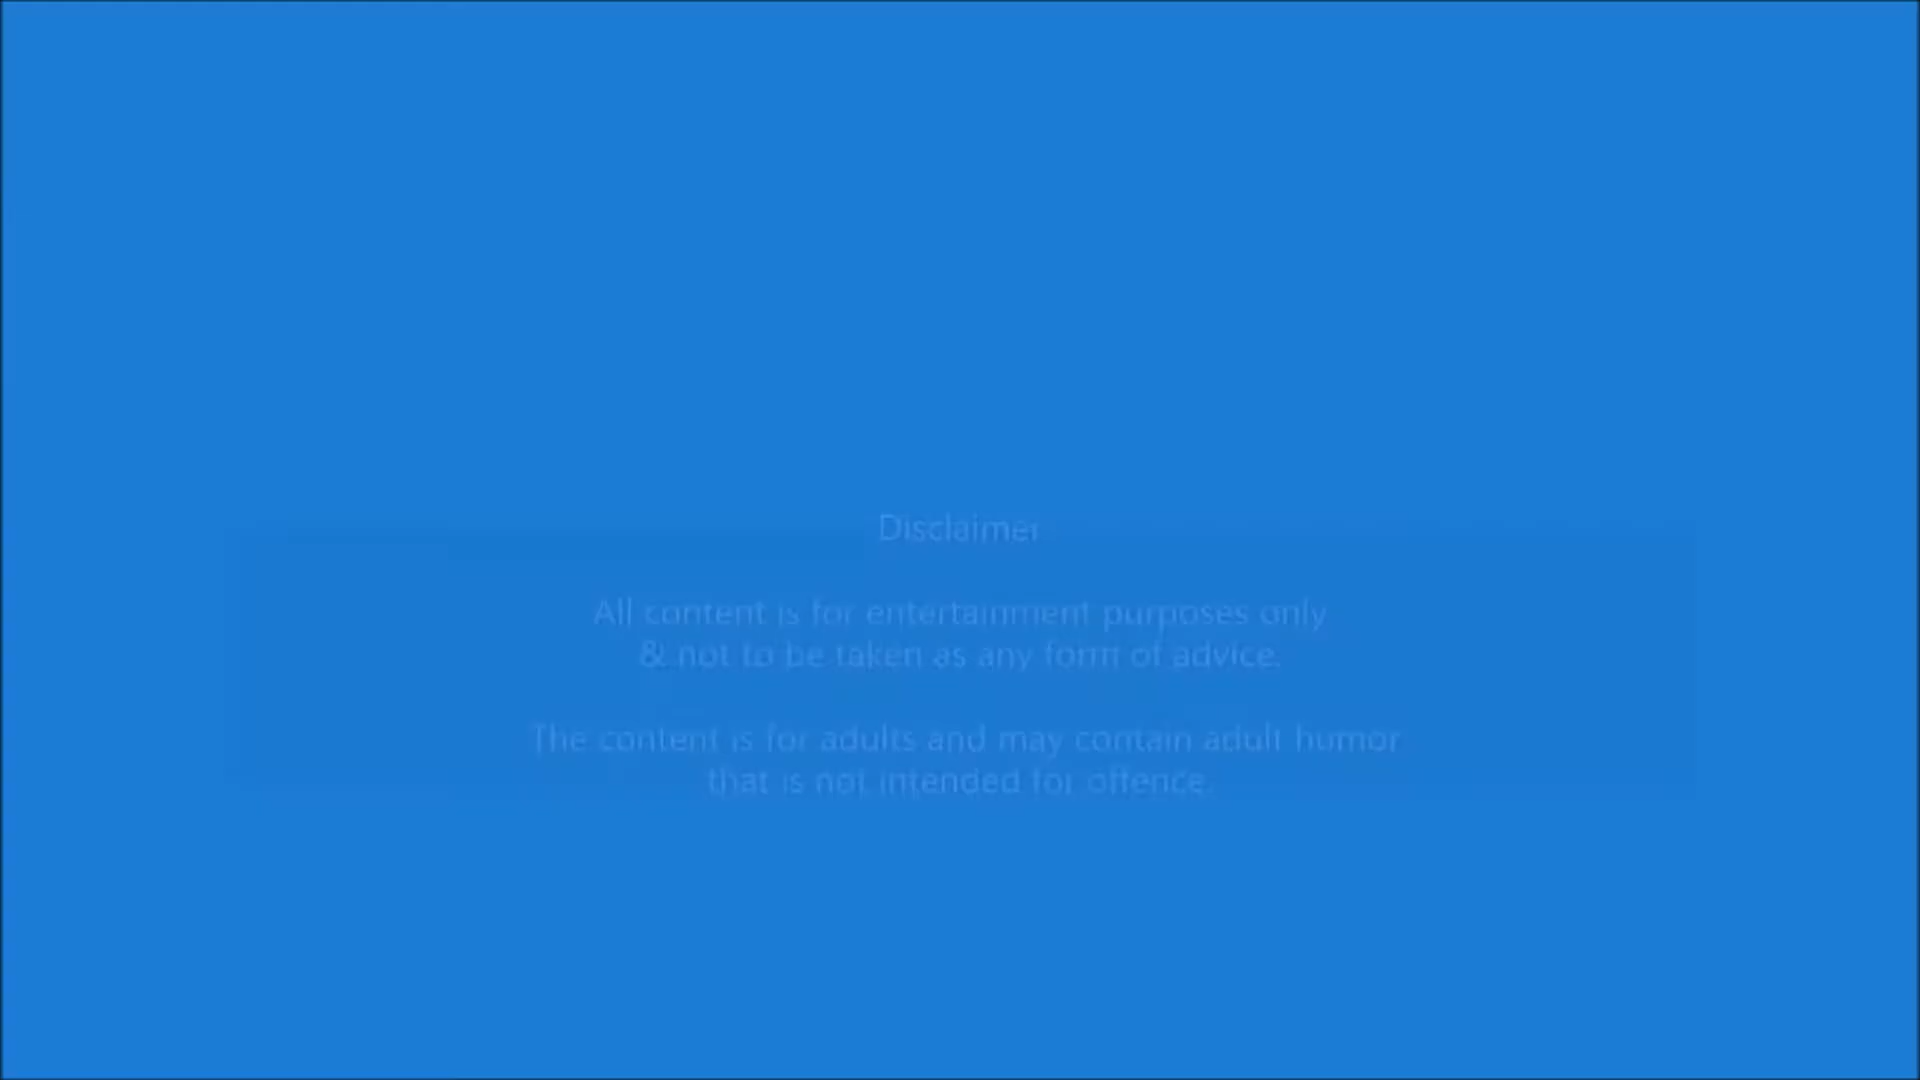 Disclaimer
All content is for entertainment purposes only
& not to be taken as any form of advice.
The content is for adults and may contain adult humor
that is not intended for offence.